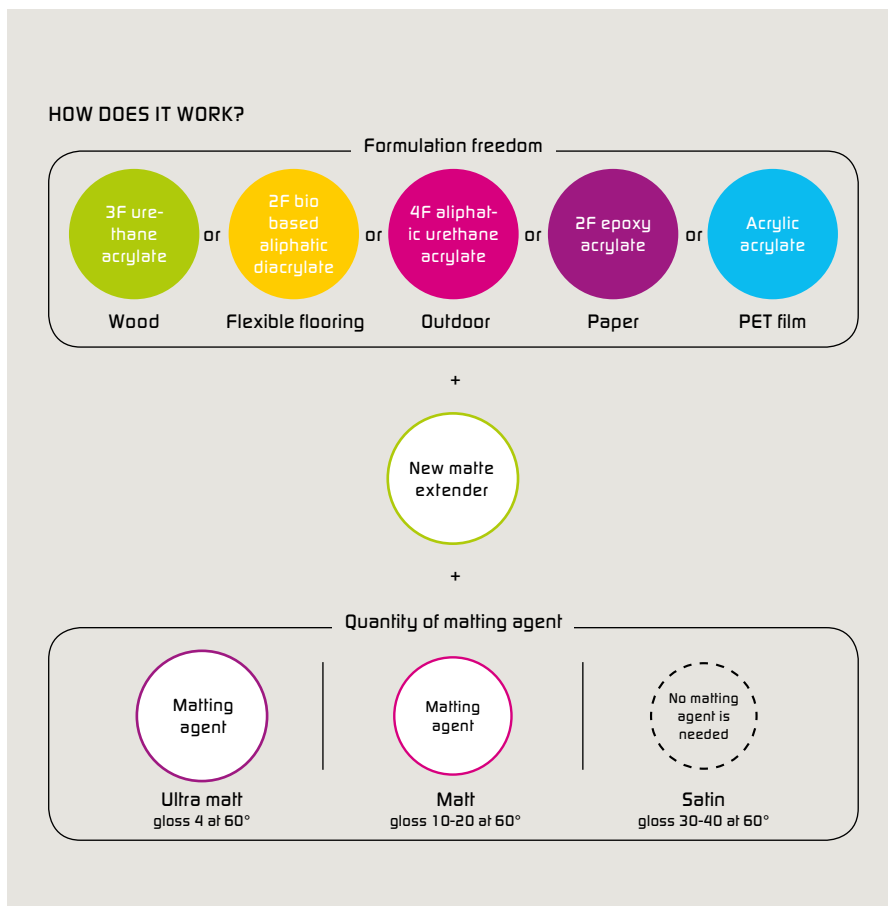 HOW DOES IT WORK?
Formulation freedom
3F ure-
thane
acrylate
or
2F bio
based
aliphatic
diacrylate
or
4F aliphat-
ic urethane
acrylate
or
2F epoxy
acrylate
or
Acrylic
acrylate
Wood
Flexible flooring
Outdoor
Paper
PET film
+
New matte
extender
+
Quantity of matting agent
Matting
agent
Matting
agent
No matting
agent is
needed
Ultra matt
gloss 4 at 60°
Matt
gloss 10-20 at 60°
Satin
gloss 30-40 at 60°